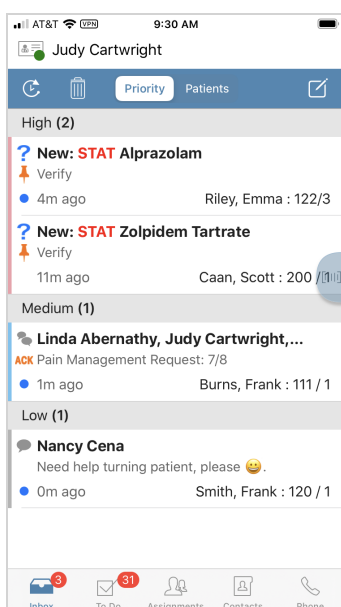 AT&T VPN 9:30 AM
Judy Cartwright
Priority Patients
High (2)
? New: STAT Alprazolam
Verify
4m ago Riley, Emma : 122/3
? New: STAT Zolpidem Tartrate
Verify
11m ago Caan, Scott : 200 / 1
Medium (1)
Linda Abernathy, Judy Cartwright,...
ACK Pain Management Request: 7/8
1m ago Burns, Frank : 111 / 1
Low (1)
Nancy Cena
Need help turning patient, please 😀.
0m ago Smith, Frank : 120 / 1
3 31
Inbox To Do Assignments Contacts Phone